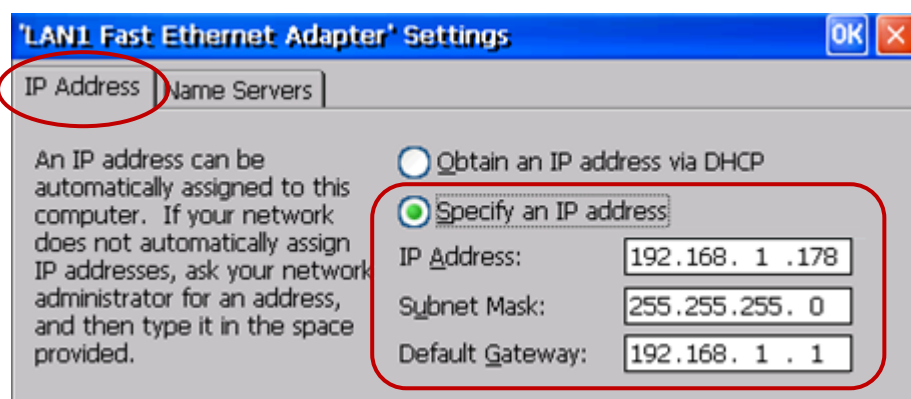 'LAN1 Fast Ethernet Adapter' Settings OK ×
IP Address Name Servers
An IP address can be
automatically assigned to this
computer. If your network
does not automatically assign
IP addresses, ask your network
administrator for an address,
and then type it in the space
provided.
Obtain an IP address via DHCP
Specify an IP address
IP Address: 192.168. 1 .178
Subnet Mask: 255.255.255. 0
Default Gateway: 192.168. 1 . 1